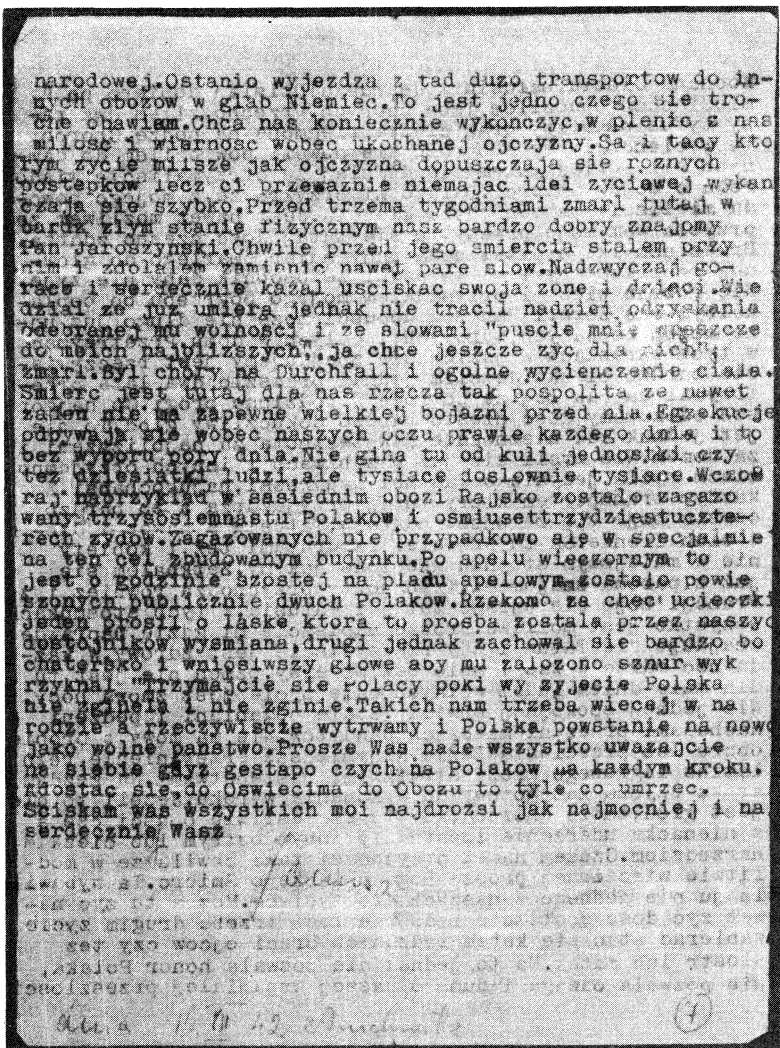 narodowej.Ostanio wyjezdza z tad duzo transportow do in-
nych obozow w glab Niemiec.To jest jedno czego sie tro-
che obawiam.Chca nas koniecznie wykonczyc,w plenic z nas
milosc i wiernosc wobec ukochanej ojczyzny.Sa i tacy kto
rym zycie milsze jak ojczyzna dopuszczaja sie roznych
postepkow lecz ci przewaznie niemajac idei zyciawej wykan
czaja sie szybko.Przed trzema tygodniami zmarl tutaj w
bardz zlym stanie fizycznym nasz bardzo dobry znajomy
Pan Jaroszynski.Chwile przed jego smiercia stalem przy
nim i zdolalem zamienic nawet pare slow.Nadzwyczaj go-
race i serdecznie kazal usciskac swoja zone i dzieci.Wie
dzial ze juz umiera jednak nie tracil nadziei odzyskania
odebranej mu wolnosci i ze slowami "puscie mnie
do moich najblizszych",ja chce jeszcze zyc dla nich",
zmarl.Byl chory na Durchfall i ogolne wycienczenie ciala.
Smierc jest tutaj dla nas rzecza tak pospolita ze nawet
zaden nie ma zapewne wielkiej bojazni przed nia.Egzekucje
odpywaja sie wobec naszych oczu prawie kazdego dnia i to
bez wyboru pory dnia.Nie gina tu od kuli jednostki czy
tez dziesiatki ludzi,ale tysiace doslownie tysiace.Wczo
raj naprzyklad w sasiednim obozi Rajsko zostalo zagazo
wany trzysosiemnastu Polakow i osmiusettrzydziestuczte-
rech zydow.Zagazowanych nie przypadkowo ale w specjalnie
na ten cel zbudowanym budynku.Po apelu wieczornym to
jest o godzinie szostej na pladu apelowym zostalo powie
szonych publicznie dwuch Polakow.Rzekomo za chec ucieczki
jeden prosil o laske ktora to prosba zostala przez naszyc
dostojnikow wysmiana,drugi jednak zachowal sie bardzo bo
chatersko i wniosiwszy glowe aby mu zalozono sznur wyk
rzyknal "Trzymajcie sie Polacy poki wy zyjecie Polska
nie zginela i nie zginie.Takich nam trzeba wiecej w na
rodzie a rzeczywiscie wytrwamy i Polska powstanie na nowo
jako wolne panstwo.Prosze Was nade wszystko uwazajcie
na siebie gdyz gestapo czych na Polakow na kazdym kroku.
Adostac sie,do Oswiecima do Obozu to tyle co umrzec.
Sciskam was wszystkich moi najdrozsi jak najmocniej i na
serdecznie Wasz
42
7